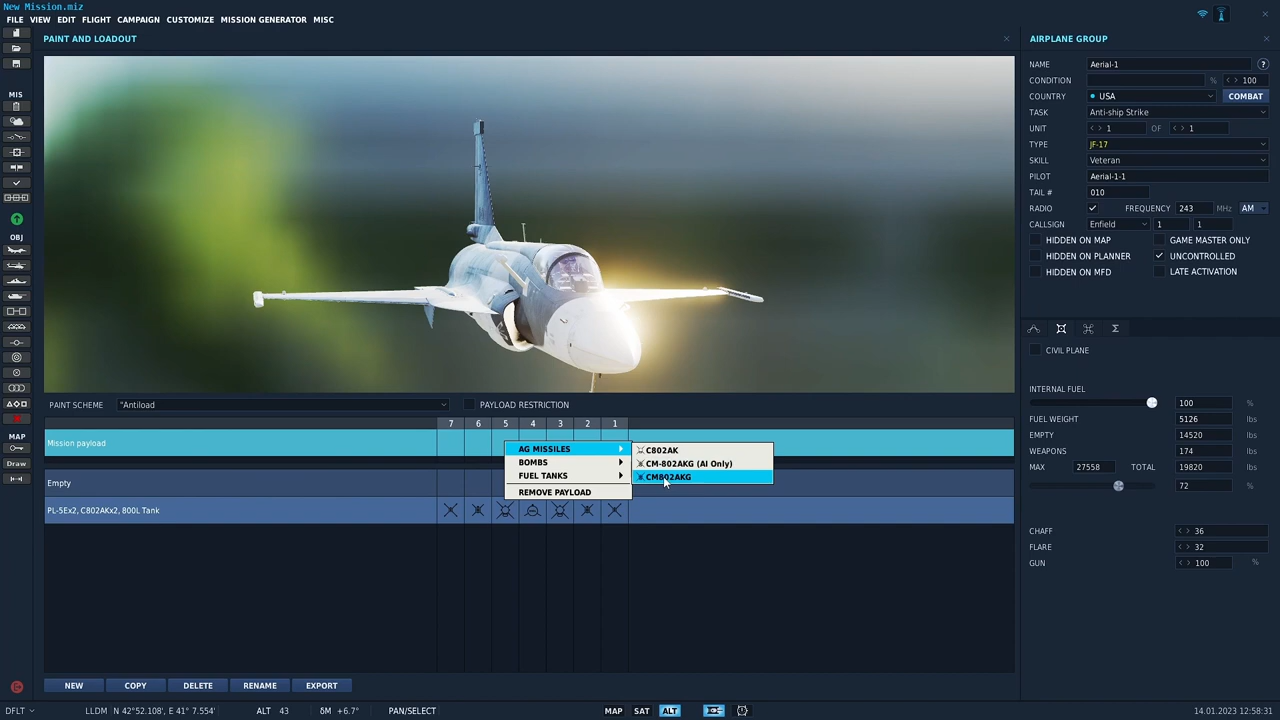 New Mission.miz
FILE VIEW EDIT FLIGHT CAMPAIGN CUSTOMIZE MISSION GENERATOR MISC
PAINT AND LOADOUT
AIRPLANE GROUP
NAME Aerial-1 ?
CONDITION % < > 100
COUNTRY USA COMBAT
TASK Anti-ship Strike
UNIT < > 1 OF < > 1
TYPE JF-17
SKILL Veteran
PILOT Aerial-1-1
TAIL # 010
RADIO FREQUENCY 243 MHz AM
CALLSIGN Enfield 1 1
HIDDEN ON MAP GAME MASTER ONLY
HIDDEN ON PLANNER UNCONTROLLED
HIDDEN ON MFD LATE ACTIVATION
CIVIL PLANE
INTERNAL FUEL
100 %
FUEL WEIGHT 5126 lbs
EMPTY 14520 lbs
WEAPONS 174 lbs
MAX 27558 TOTAL 19820 lbs
72 %
CHAFF < > 36
FLARE < > 32
GUN < > 100 %
MIS
OBJ
MAP
Draw
PAINT SCHEME "Antiload PAYLOAD RESTRICTION
7 6 5 4 3 2 1
Mission payload
AG MISSILES
BOMBS
FUEL TANKS
REMOVE PAYLOAD
C802AK
CM-802AKG (AI Only)
CM802AKG
Empty
PL-5Ex2, C802AKx2, 800L Tank
NEW COPY DELETE RENAME EXPORT
DFLT LLDM N 42°52.108', E 41° 7.554' ALT 43 δM +6.7° PAN/SELECT MAP SAT ALT 14.01.2023 12:58:31